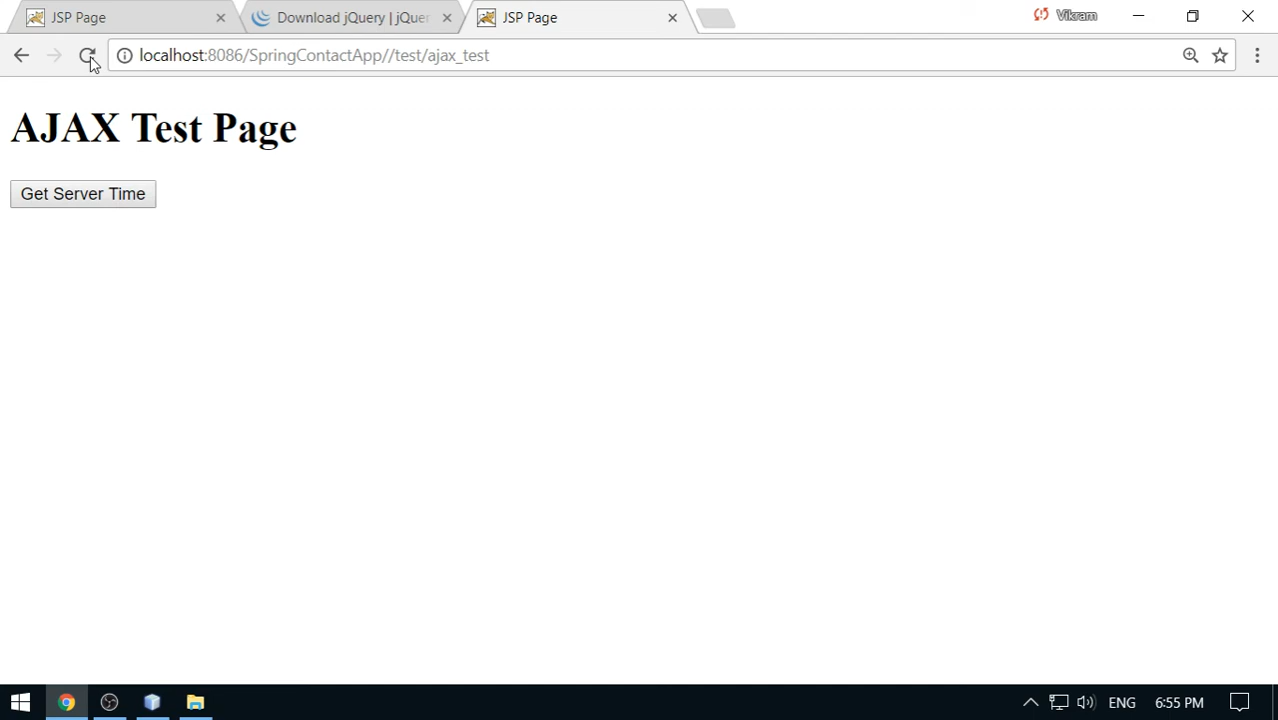 JSP Page
Download jQuery | jQuer
JSP Page
Vikram
localhost:8086/SpringContactApp//test/ajax_test
AJAX Test Page
Get Server Time
ENG
6:55 PM